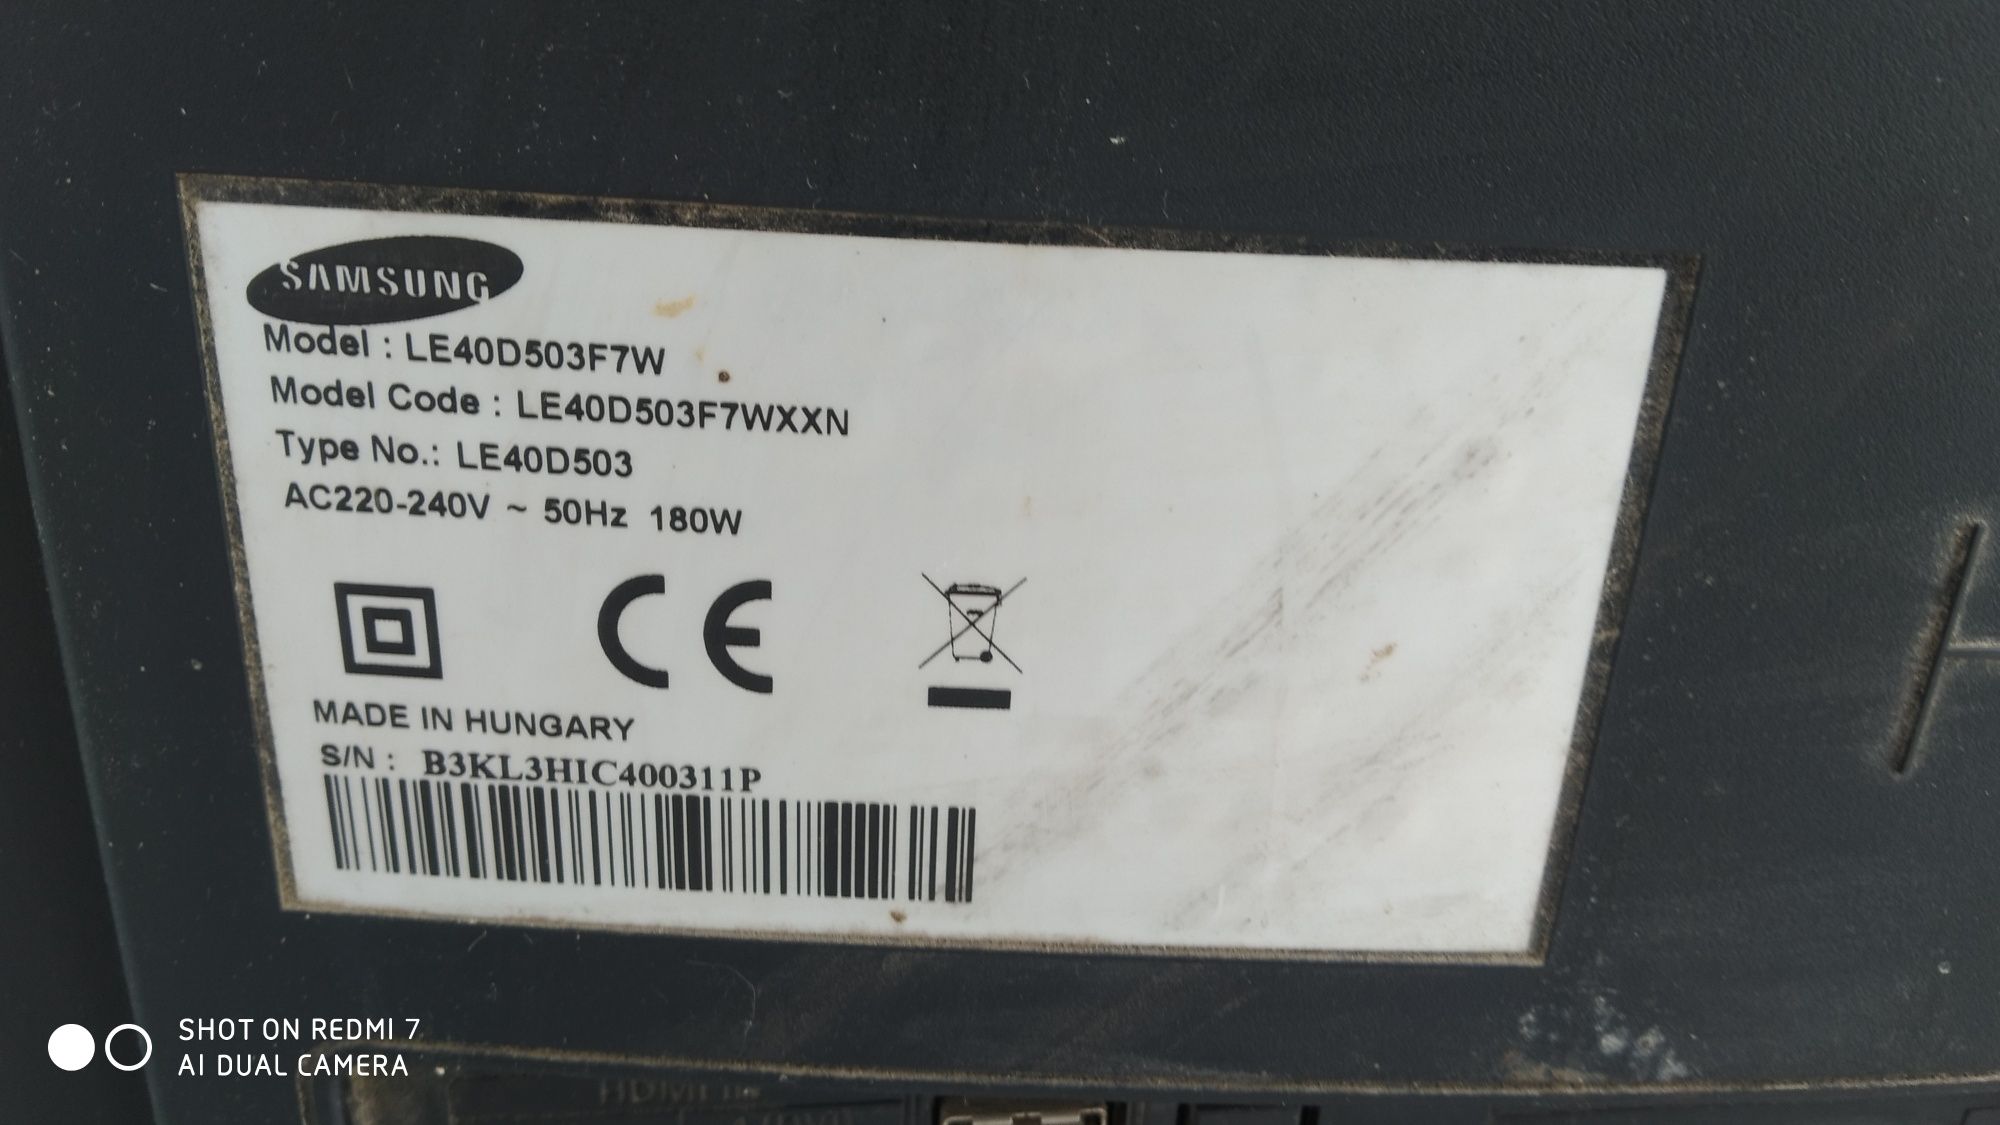 SAMSUNG
Model : LE40D503F7W
Model Code : LE40D503F7WXXN
Type No.: LE40D503
AC220-240V ~ 50Hz 180W
CE
MADE IN HUNGARY
S/N : B3KL3HIC400311P
SHOT ON REDMI 7
AI DUAL CAMERA